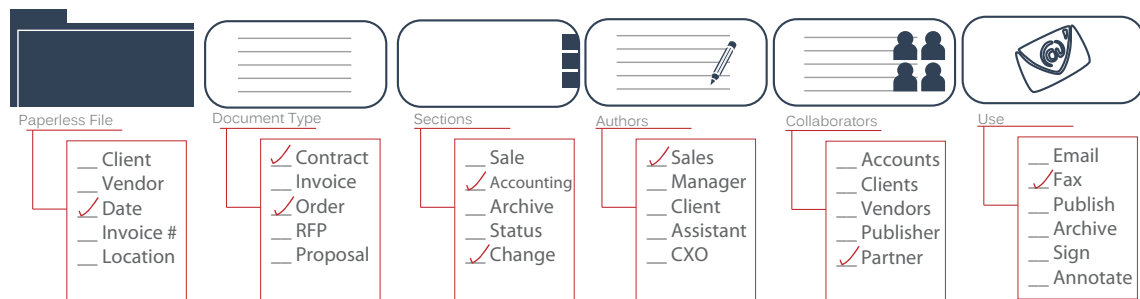 Paperless File
Client
Vendor
Date
Invoice #
Location
Document Type
Contract
Invoice
Order
RFP
Proposal
Sections
Sale
Accounting
Archive
Status
Change
Authors
Sales
Manager
Client
Assistant
CXO
Collaborators
Accounts
Clients
Vendors
Publisher
Partner
Use
Email
Fax
Publish
Archive
Sign
Annotate